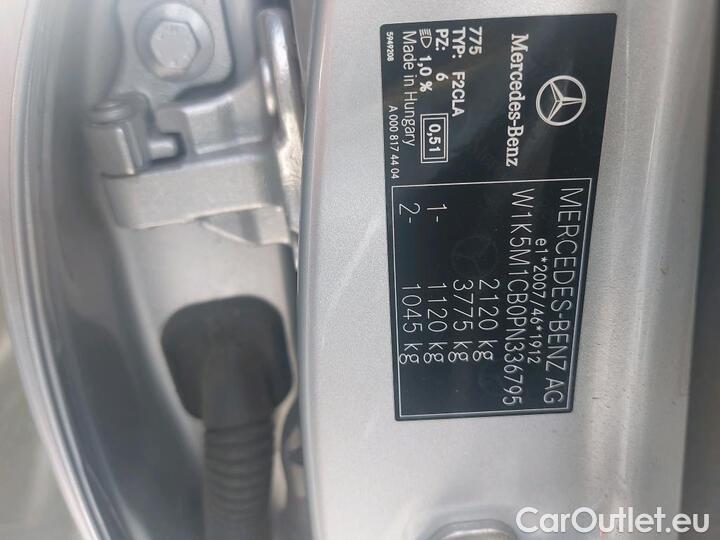 Mercedes-Benz
775
TYP: F2CLA
PZ: 6 0,51
1,0 %
Made in Hungary
A 000 817 44 04
5949208
MERCEDES-BENZ AG
e1*2007/46*1912
W1K5M1CB0PN336795
2120 kg
3775 kg
1- 1120 kg
2- 1045 kg
CarOutlet.eu